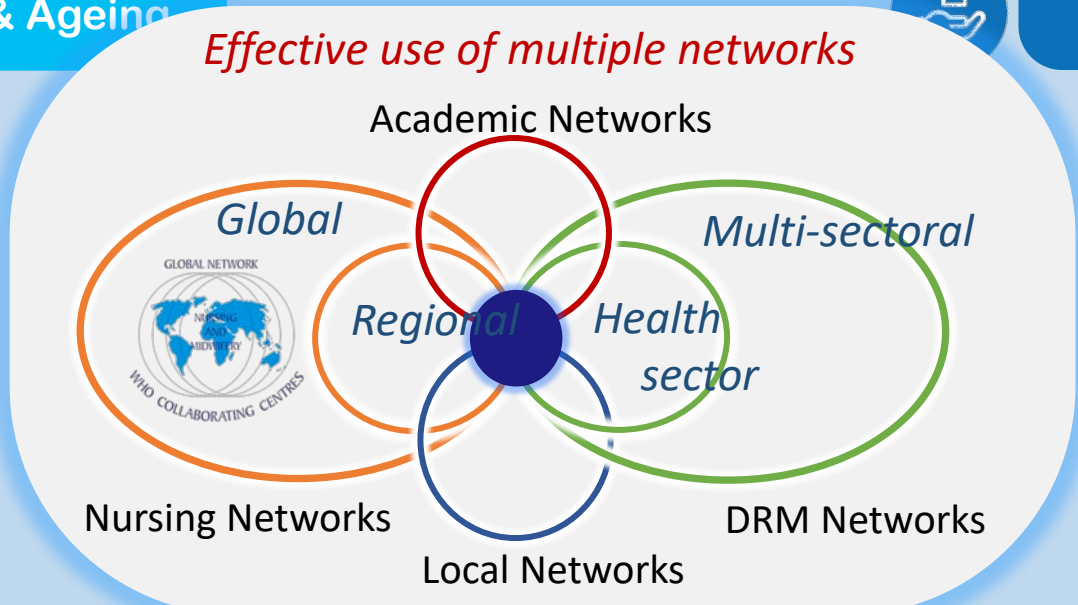 & Ageing
Effective use of multiple networks
Academic Networks
Global
Multi-sectoral
GLOBAL NETWORK
NURSING
AND
MIDWIFERY
WHO COLLABORATING CENTRES
Regional
Health
sector
Nursing Networks
DRM Networks
Local Networks